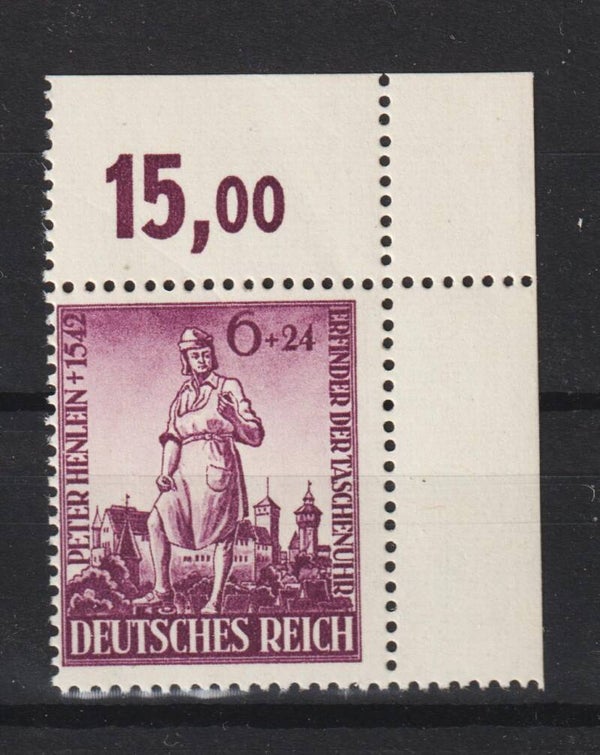 15,00
6+24
PETER HENLEIN + 1542
ERFINDER DER TASCHENUHR
DEUTSCHES REICH